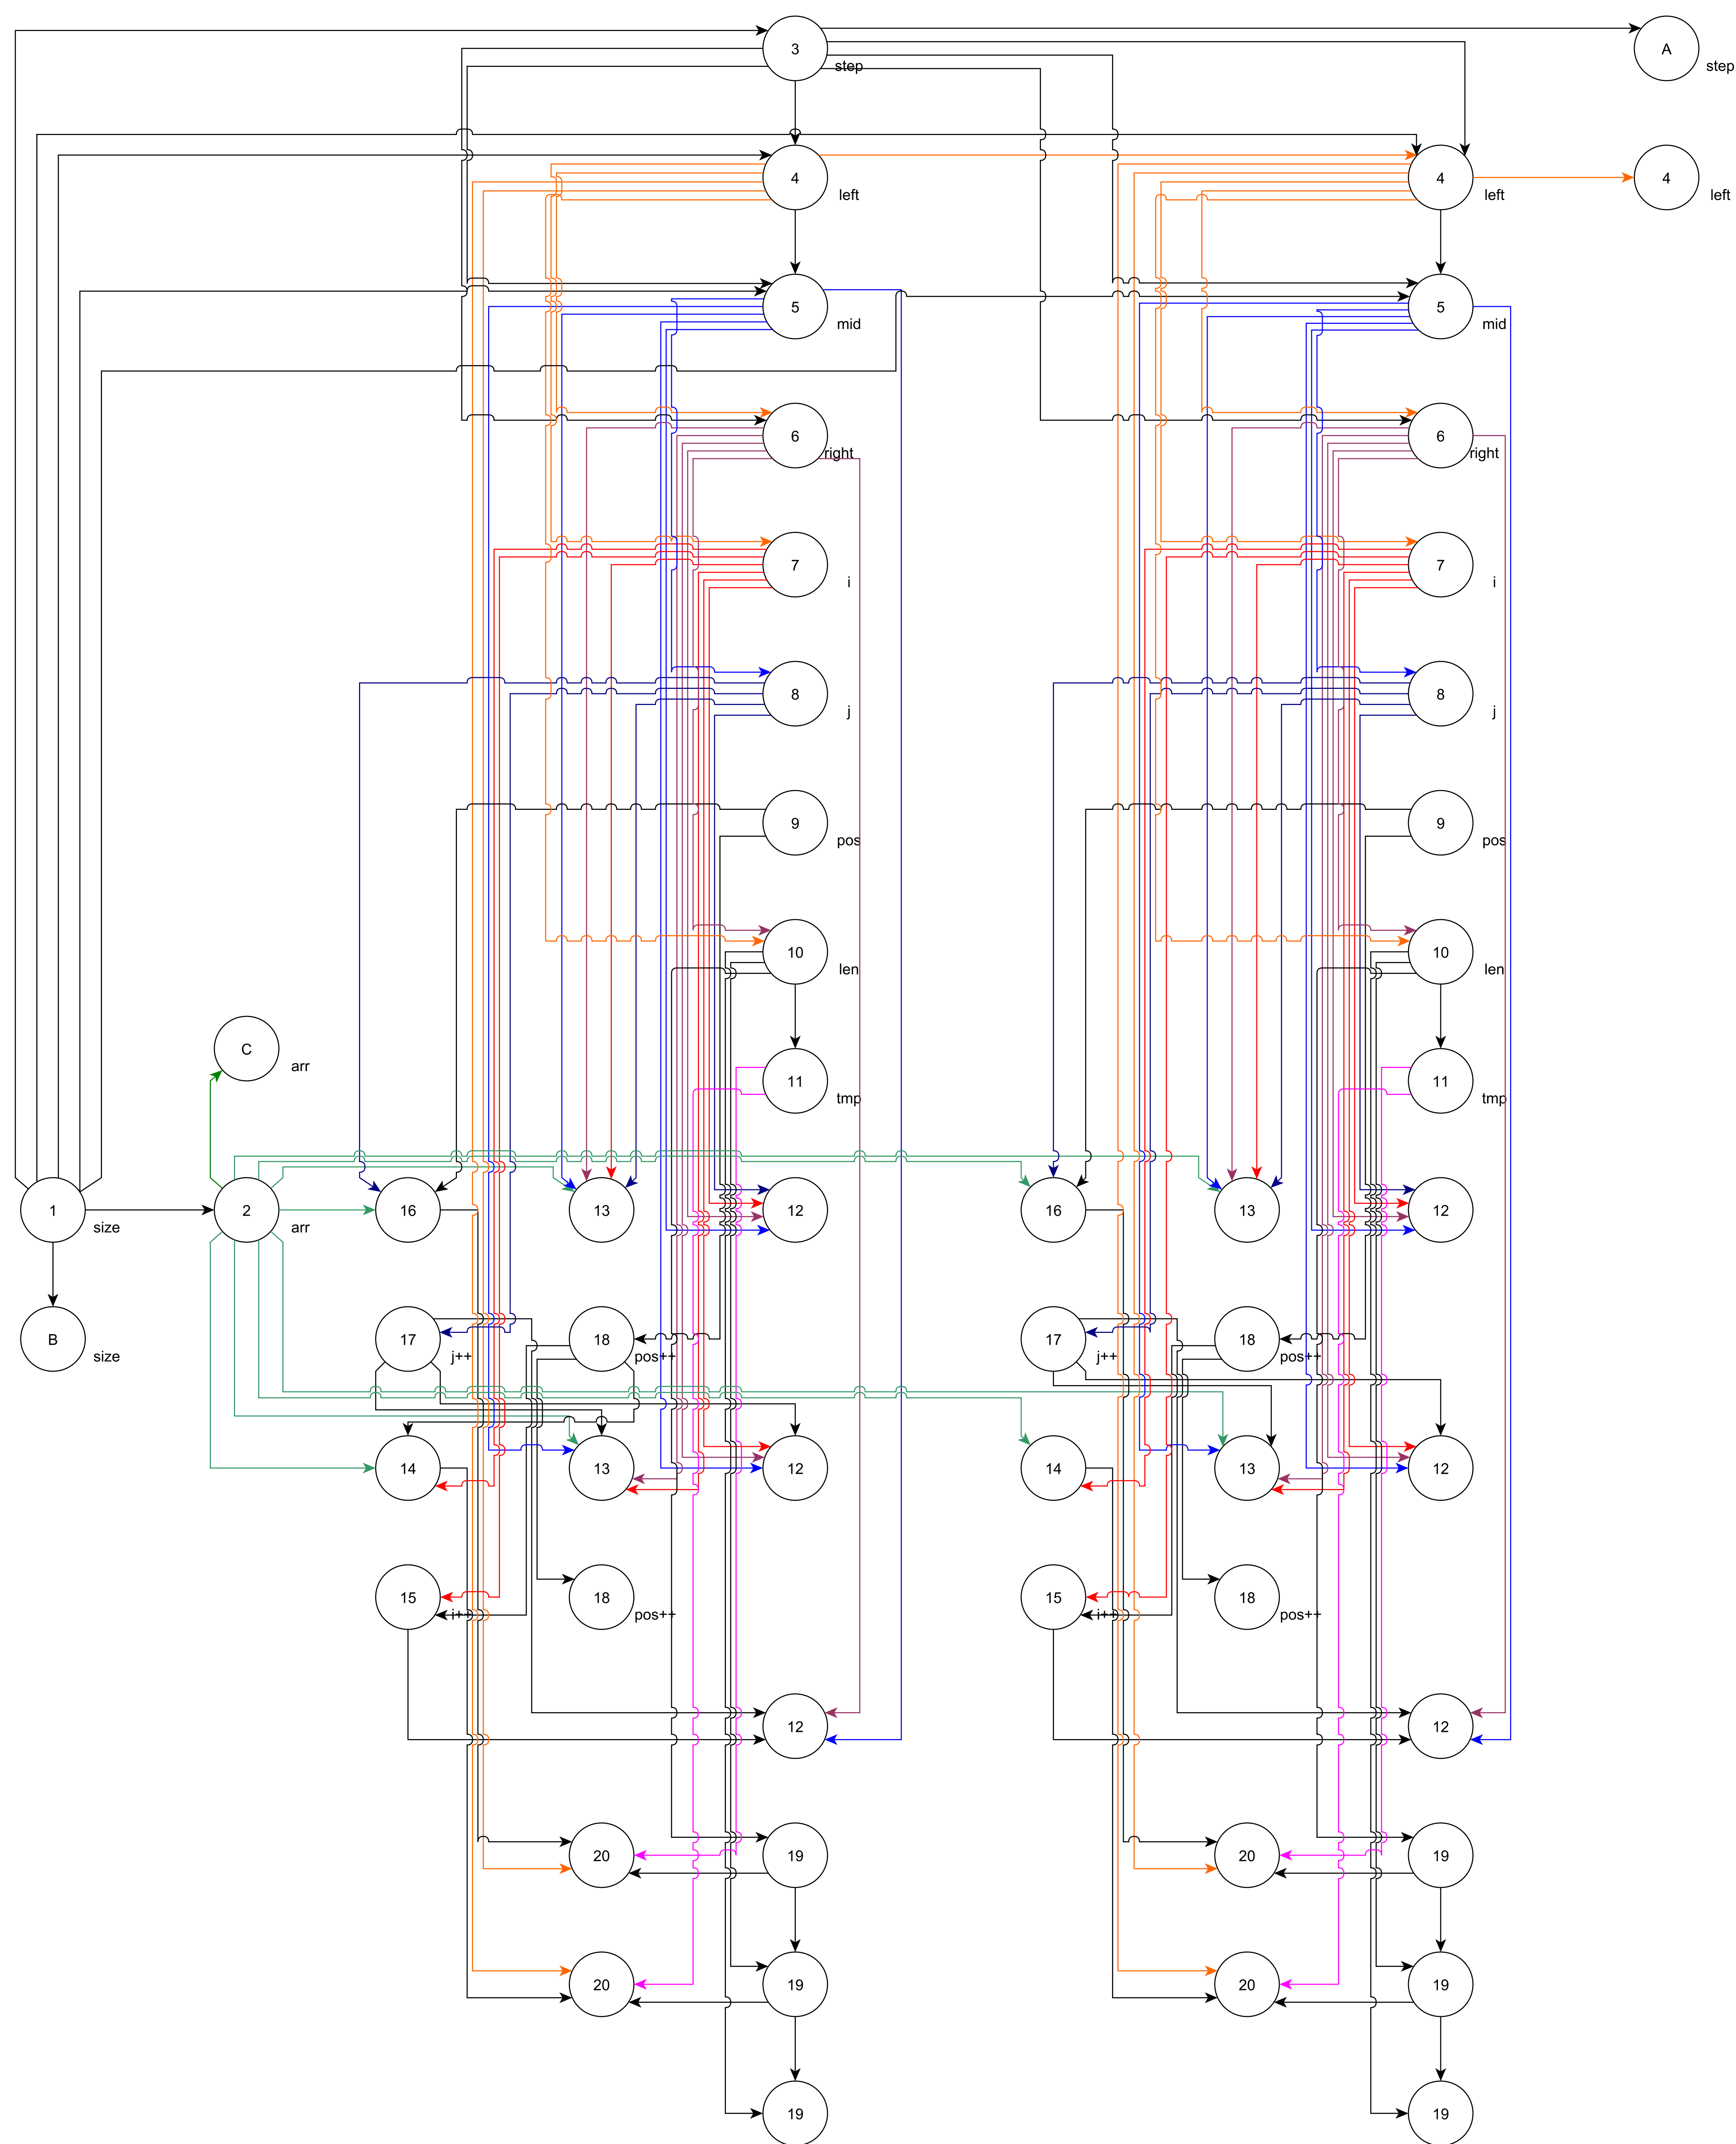 3 A
step step
4 4 4
left left left
5 5
mid mid
6 6
right right
7 7
i i
8 8
j j
9 9
pos pos
10 10
len len
C
arr
11 11
tmp tmp
1 2 16 13 12 16 13 12
size arr
B 17 18 17 18
size j++ pos++ j++ pos++
14 13 12 14 13 12
15 18 15 18
i++ pos++ i++ pos++
12 12
20 19 20 19
20 19 20 19
19 19